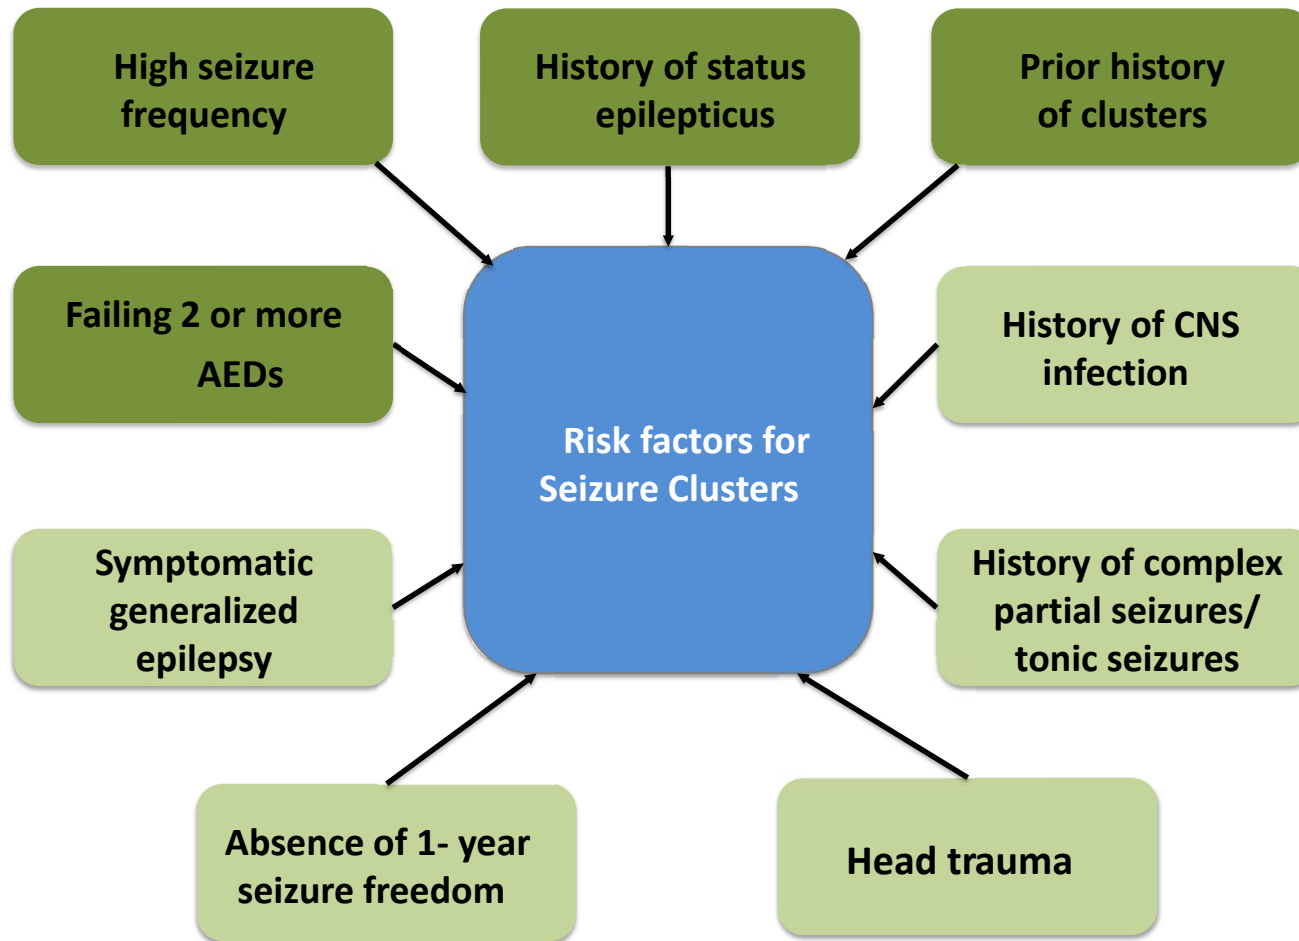 High seizure
frequency
History of status
epilepticus
Prior history
of clusters
Failing 2 or more
AEDs
History of CNS
infection
Risk factors for
Seizure Clusters
Symptomatic
generalized
epilepsy
History of complex
partial seizures/
tonic seizures
Absence of 1- year
seizure freedom
Head trauma